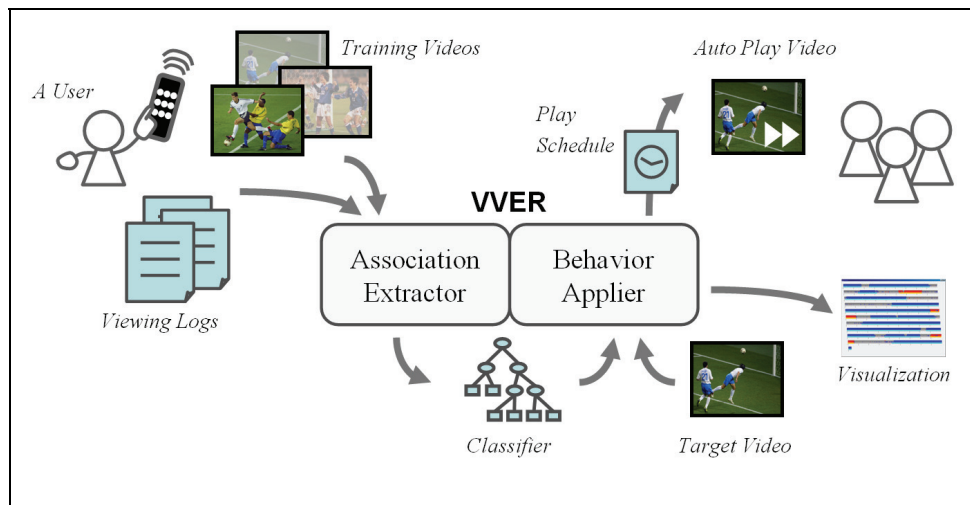 Training Videos
Auto Play Video
A User
Play
Schedule
VVER
Association
Extractor
Behavior
Applier
Viewing Logs
Visualization
Classifier
Target Video